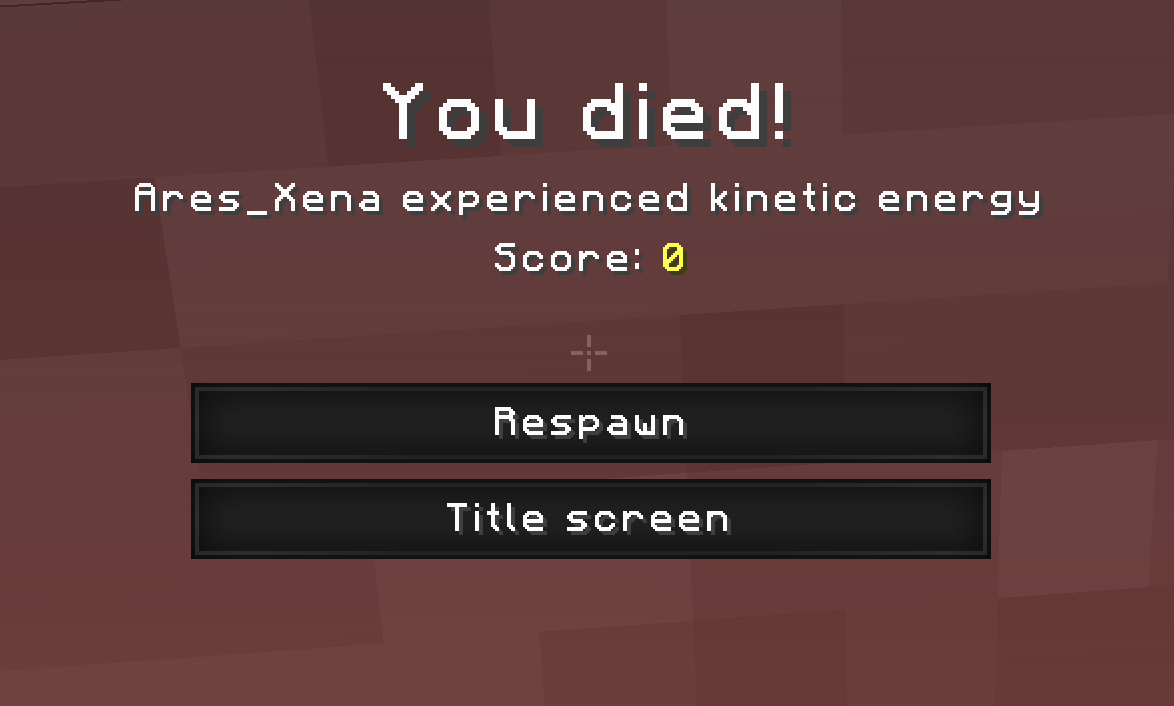 You died!
Ares_Xena experienced kinetic energy
Score: 0
Respawn
Title screen